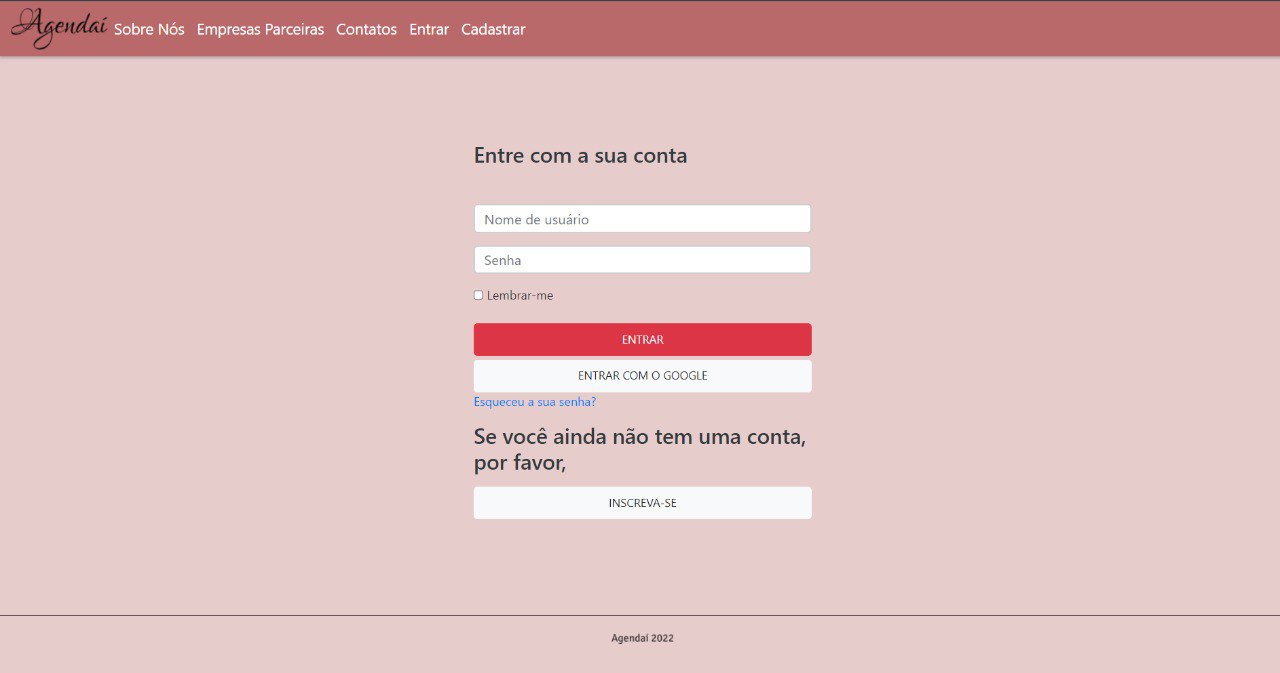 Agendaí Sobre Nós Empresas Parceiras Contatos Entrar Cadastrar
Entre com a sua conta
Nome de usuário
Senha
Lembrar-me
ENTRAR
ENTRAR COM O GOOGLE
Esqueceu a sua senha?
Se você ainda não tem uma conta,
por favor,
INSCREVA-SE
Agendaí 2022